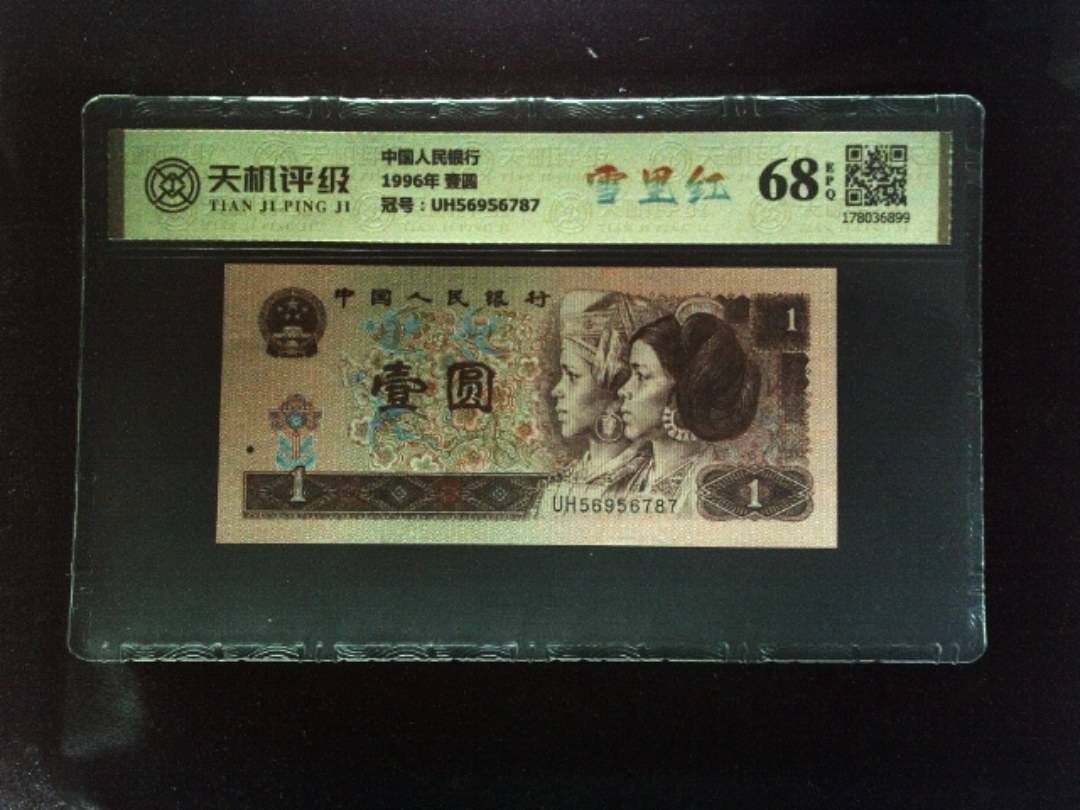 天机评级
TIAN JI PING JI
中国人民银行
1996年 壹圆
冠号：UH56956787
雪里红
68
EPQ
178036899
中国人民银行
1
壹圆
1
UH56956787
1